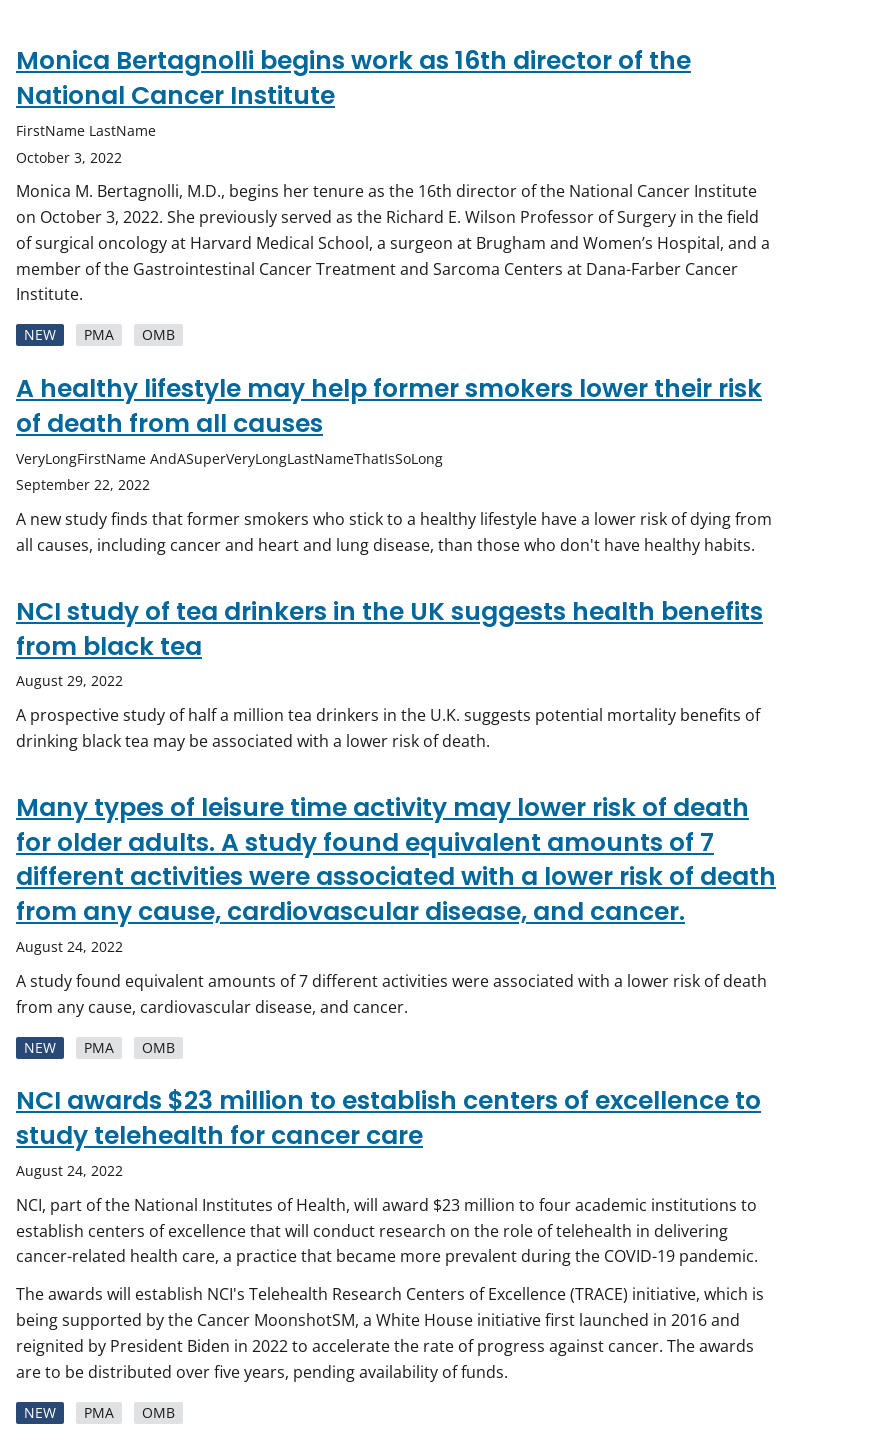 Monica Bertagnolli begins work as 16th director of the
National Cancer Institute
FirstName LastName
October 3, 2022
Monica M. Bertagnolli, M.D., begins her tenure as the 16th director of the National Cancer Institute
on October 3, 2022. She previously served as the Richard E. Wilson Professor of Surgery in the field
of surgical oncology at Harvard Medical School, a surgeon at Brugham and Women’s Hospital, and a
member of the Gastrointestinal Cancer Treatment and Sarcoma Centers at Dana-Farber Cancer
Institute.
NEW PMA OMB
A healthy lifestyle may help former smokers lower their risk
of death from all causes
VeryLongFirstName AndASuperVeryLongLastNameThatIsSoLong
September 22, 2022
A new study finds that former smokers who stick to a healthy lifestyle have a lower risk of dying from
all causes, including cancer and heart and lung disease, than those who don't have healthy habits.
NCI study of tea drinkers in the UK suggests health benefits
from black tea
August 29, 2022
A prospective study of half a million tea drinkers in the U.K. suggests potential mortality benefits of
drinking black tea may be associated with a lower risk of death.
Many types of leisure time activity may lower risk of death
for older adults. A study found equivalent amounts of 7
different activities were associated with a lower risk of death
from any cause, cardiovascular disease, and cancer.
August 24, 2022
A study found equivalent amounts of 7 different activities were associated with a lower risk of death
from any cause, cardiovascular disease, and cancer.
NEW PMA OMB
NCI awards $23 million to establish centers of excellence to
study telehealth for cancer care
August 24, 2022
NCI, part of the National Institutes of Health, will award $23 million to four academic institutions to
establish centers of excellence that will conduct research on the role of telehealth in delivering
cancer-related health care, a practice that became more prevalent during the COVID-19 pandemic.
The awards will establish NCI's Telehealth Research Centers of Excellence (TRACE) initiative, which is
being supported by the Cancer MoonshotSM, a White House initiative first launched in 2016 and
reignited by President Biden in 2022 to accelerate the rate of progress against cancer. The awards
are to be distributed over five years, pending availability of funds.
NEW PMA OMB